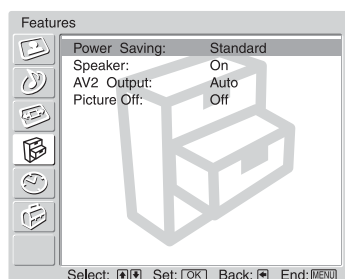 Features
Power Saving: Standard
Speaker: On
AV2 Output: Auto
Picture Off: Off
Select: Set: OK Back: End: MENU